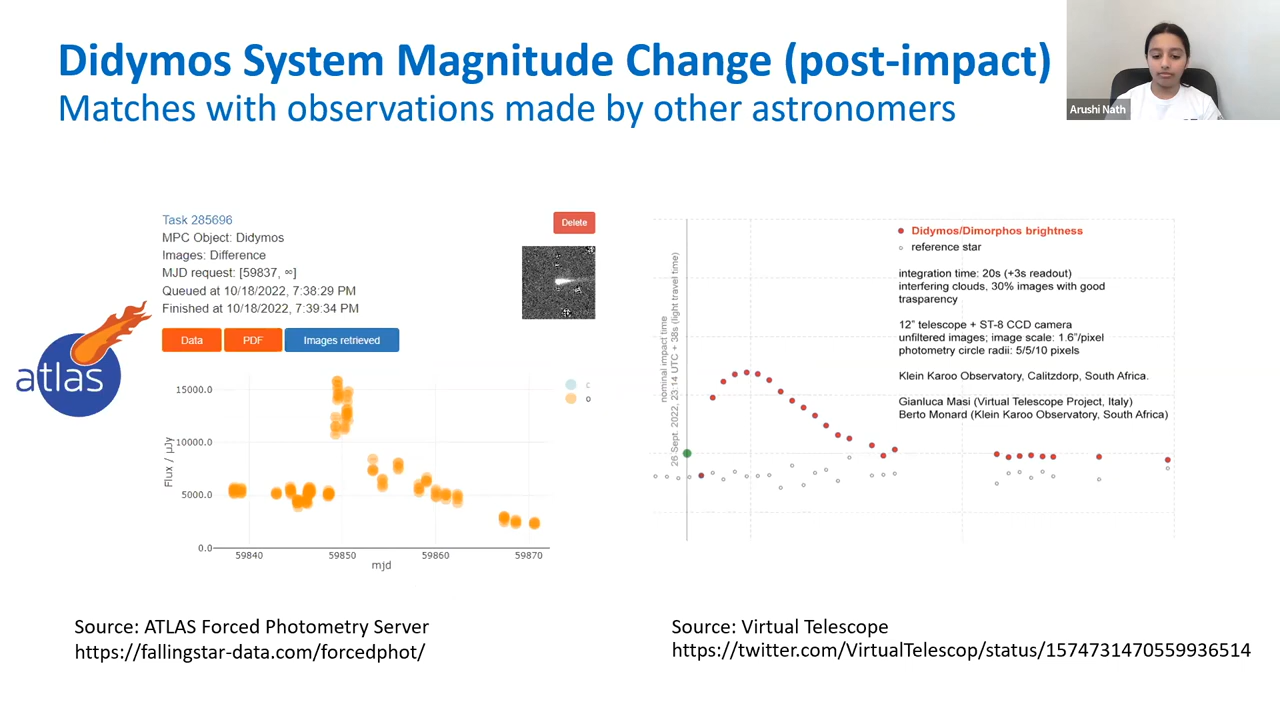 Didymos System Magnitude Change (post-impact)
Matches with observations made by other astronomers
Arushi Nath
Task 285696
MPC Object: Didymos
Images: Difference
MJD request: [59837, ∞]
Queued at 10/18/2022, 7:38:29 PM
Finished at 10/18/2022, 7:39:34 PM
Delete
Data
PDF
Images retrieved
atlas
15000.0
10000.0
5000.0
0.0
Flux / μJy
59840
59850
59860
59870
mjd
c
o
nominal impact time
26 Sept. 2022, 23:14 UTC + 38s (light travel time)
Didymos/Dimorphos brightness
reference star
integration time: 20s (+3s readout)
interfering clouds, 30% images with good
trasparency
12" telescope + ST-8 CCD camera
unfiltered images; image scale: 1.6"/pixel
photometry circle radii: 5/5/10 pixels
Klein Karoo Observatory, Calitzdorp, South Africa.
Gianluca Masi (Virtual Telescope Project, Italy)
Berto Monard (Klein Karoo Observatory, South Africa)
Source: ATLAS Forced Photometry Server
https://fallingstar-data.com/forcedphot/
Source: Virtual Telescope
https://twitter.com/VirtualTelescop/status/1574731470559936514